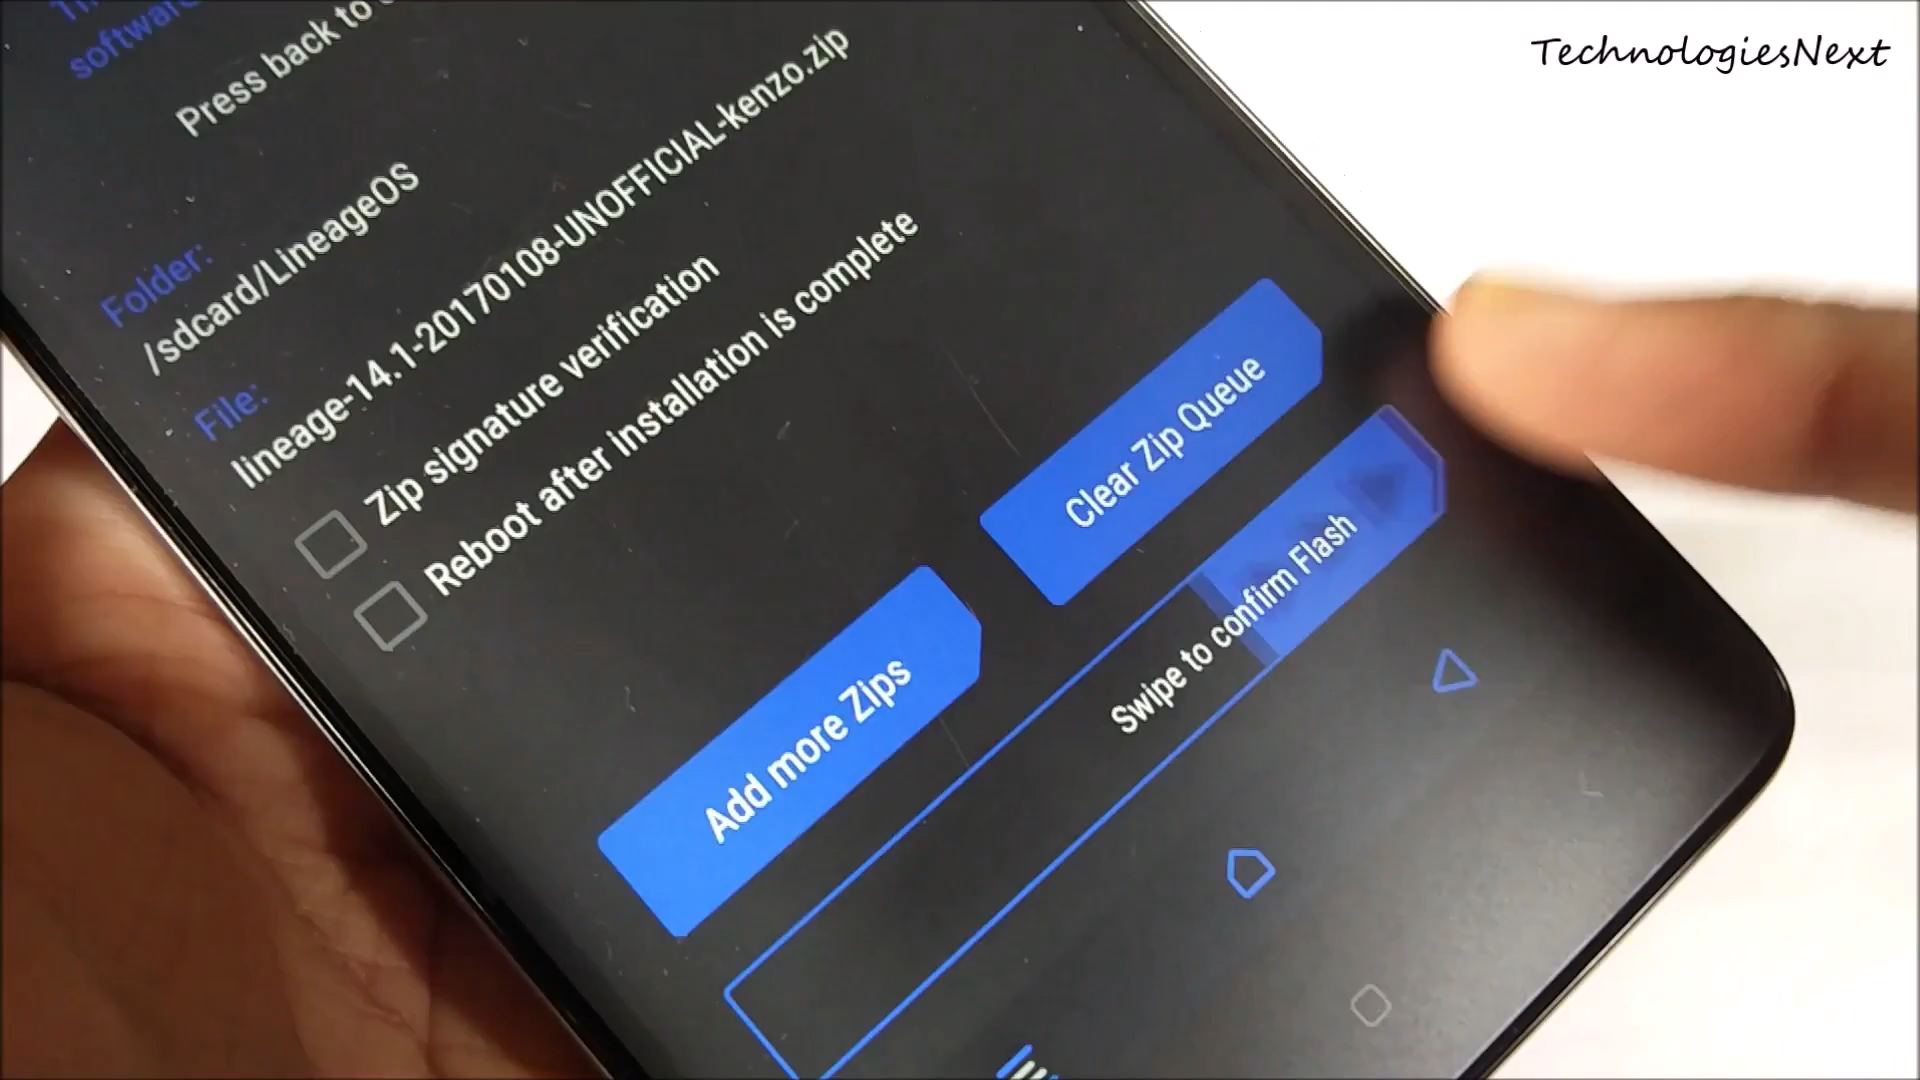 TechnologiesNext
software
Press back to
Folder:
/sdcard/LineageOS
File:
lineage-14.1-20170108-UNOFFICIAL-kenzo.zip
Zip signature verification
Reboot after installation is complete
Add more Zips
Clear Zip Queue
Swipe to confirm Flash